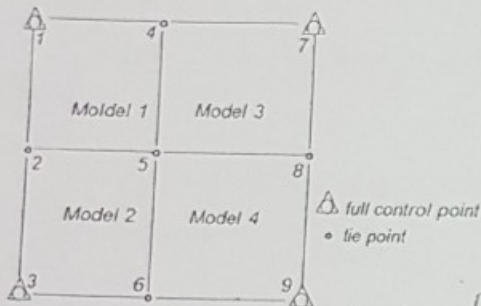 1 4 7
Moldel 1 Model 3
2 5 8
Model 2 Model 4
full control point
tie point
3 6 9